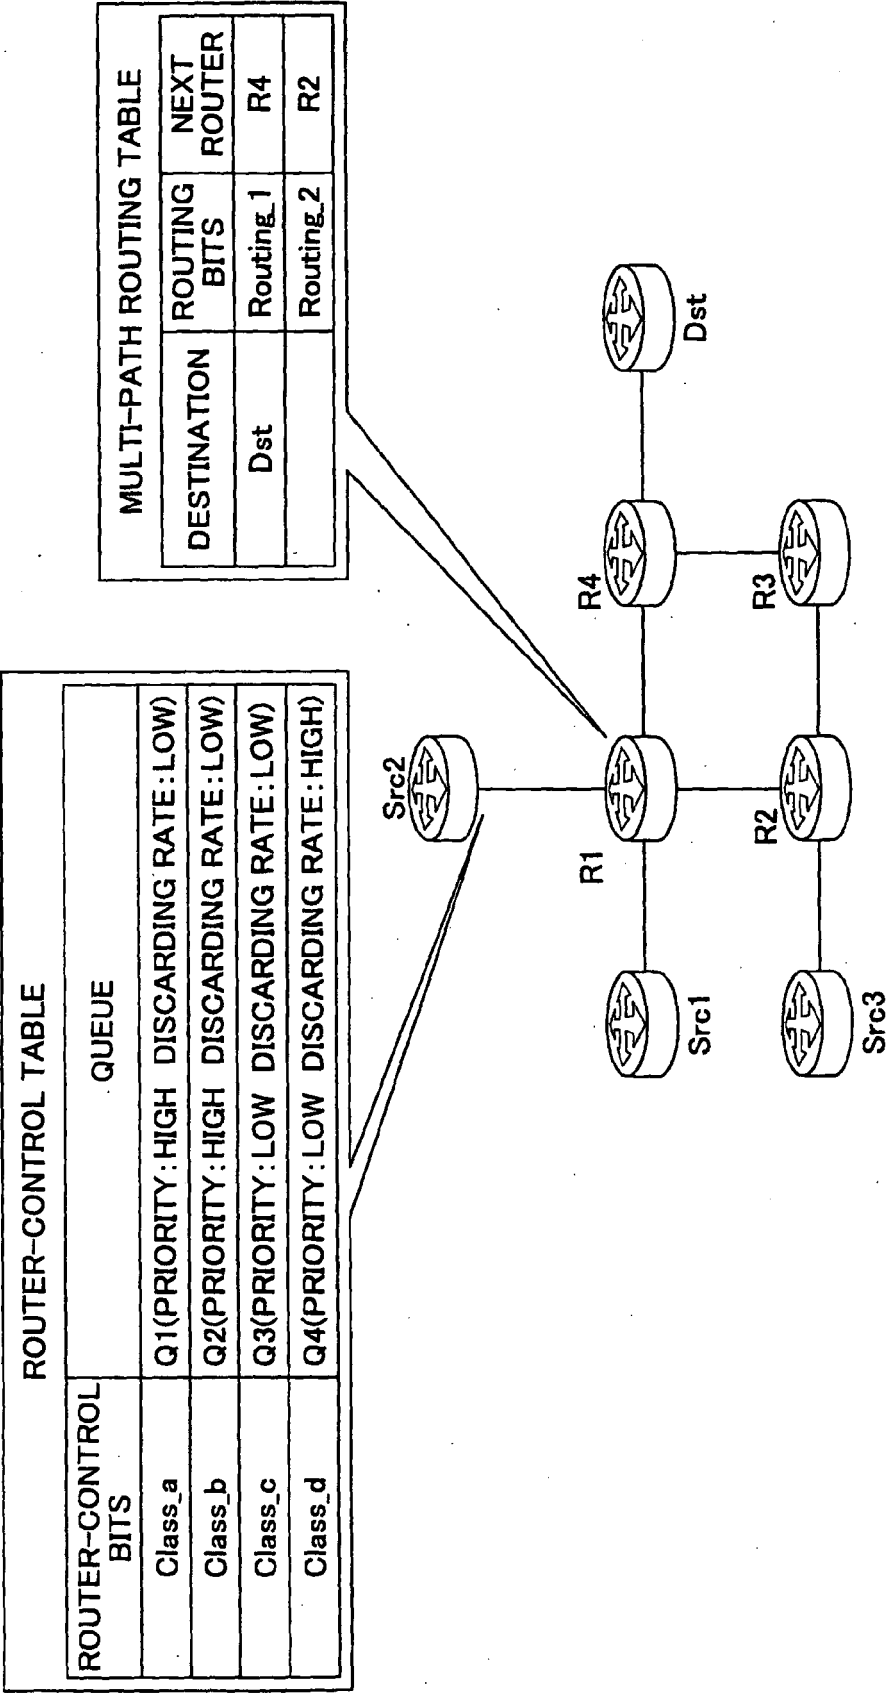 ROUTER-CONTROL TABLE
ROUTER-CONTROL BITS QUEUE
Class_a Q1(PRIORITY:HIGH DISCARDING RATE:LOW)
Class_b Q2(PRIORITY:HIGH DISCARDING RATE:LOW)
Class_c Q3(PRIORITY:LOW DISCARDING RATE:LOW)
Class_d Q4(PRIORITY:LOW DISCARDING RATE:HIGH)
MULTI-PATH ROUTING TABLE
DESTINATION ROUTING BITS NEXT ROUTER
Dst Routing_1 R4
Routing_2 R2
Src2
R1
R4
Src1
Dst
R2
R3
Src3